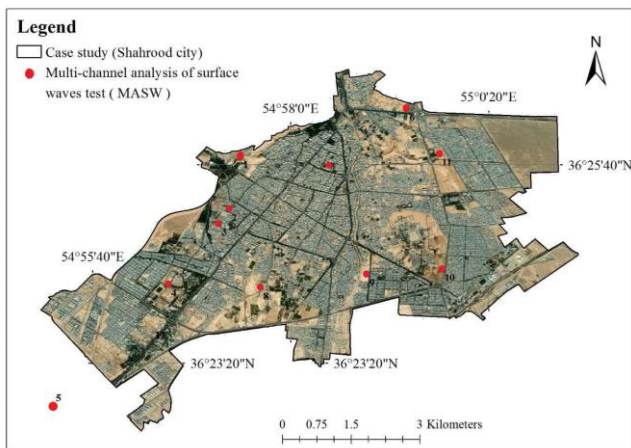 Legend
Case study (Shahrood city)
Multi-channel analysis of surface
waves test ( MASW )
N
55°0'20"E
54°58'0"E
36°25'40"N
11
54°55'40"E
10
36°23'20"N
36°23'20"N
5
0 0.75 1.5 3 Kilometers